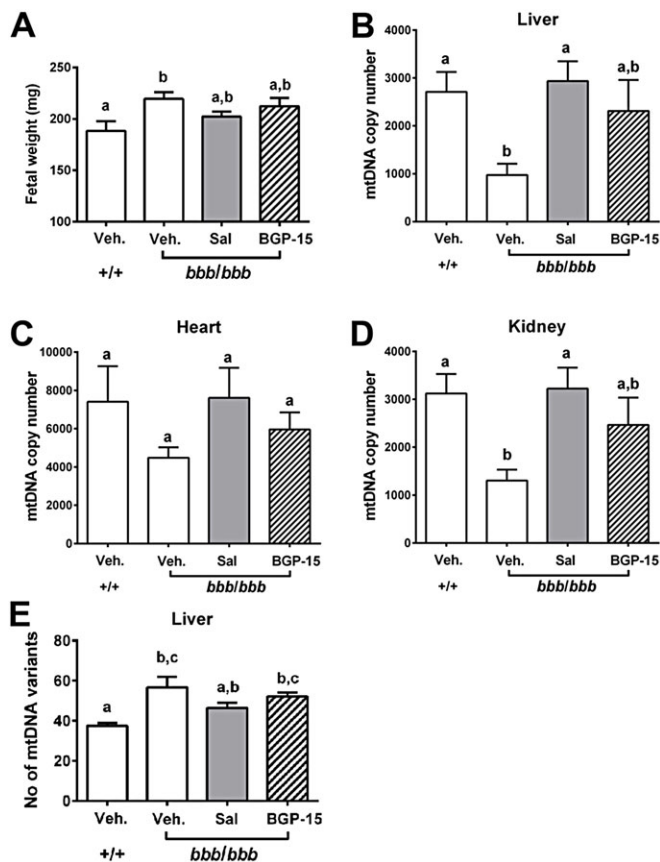 A
Fetal weight (mg)
250
200
150
100
a
b
a,b
a,b
Veh.
Veh.
Sal
BGP-15
+/+
bbb/bbb
B
Liver
mtDNA copy number
4000
3000
2000
1000
0
a
b
a
a,b
Veh.
Veh.
Sal
BGP-15
+/+
bbb/bbb
C
Heart
mtDNA copy number
10000
8000
6000
4000
2000
0
a
a
a
a
Veh.
Veh.
Sal
BGP-15
+/+
bbb/bbb
D
Kidney
mtDNA copy number
4000
3000
2000
1000
0
a
b
a
a,b
Veh.
Veh.
Sal
BGP-15
+/+
bbb/bbb
E
Liver
No of mtDNA variants
80
60
40
20
0
a
b,c
a,b
b,c
Veh.
Veh.
Sal
BGP-15
+/+
bbb/bbb